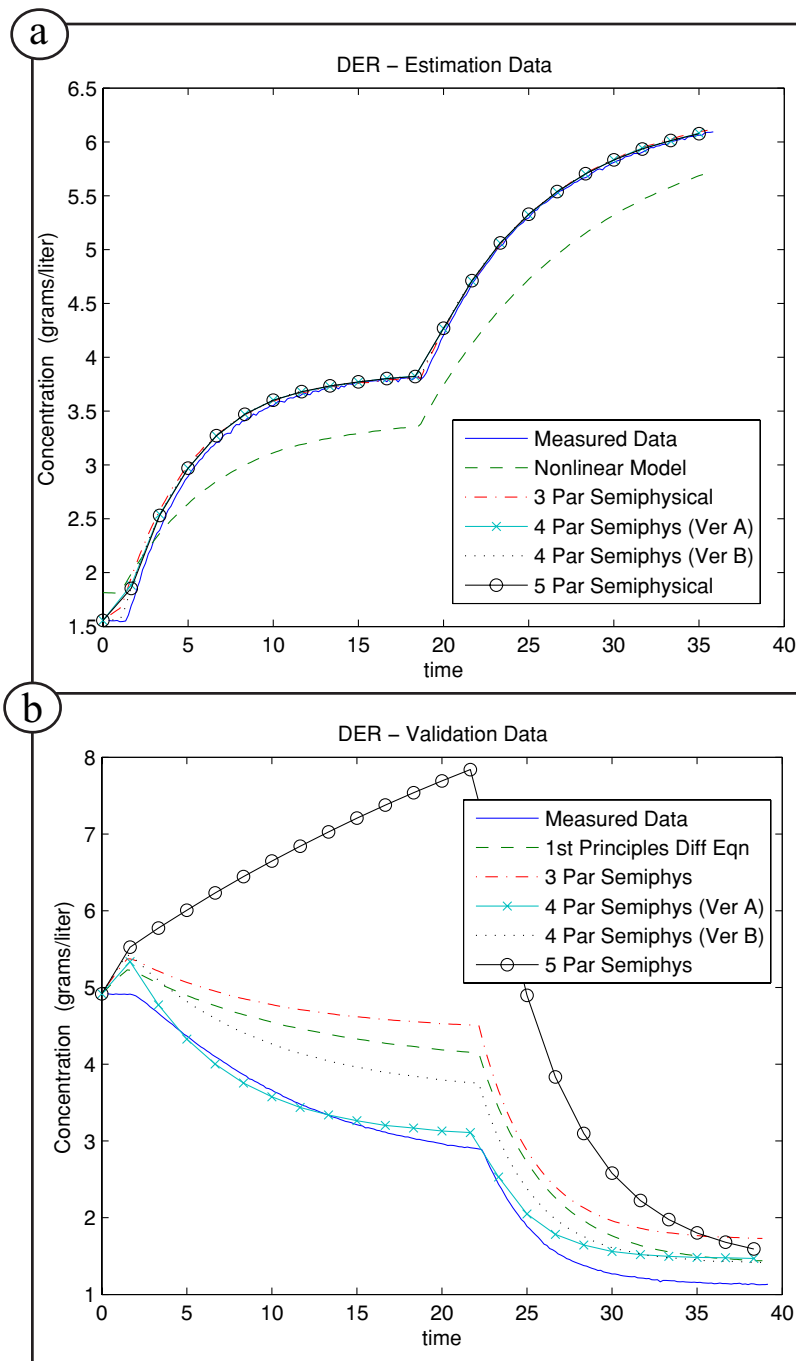 a
DER – Estimation Data
6.5
6
5.5
5
4.5
4
3.5
3
2.5
2
1.5
Concentration (grams/liter)
0 5 10 15 20 25 30 35 40
time
Measured Data
Nonlinear Model
3 Par Semiphysical
4 Par Semiphys (Ver A)
4 Par Semiphys (Ver B)
5 Par Semiphysical
b
DER – Validation Data
8
7
6
5
4
3
2
1
Concentration (grams/liter)
0 5 10 15 20 25 30 35 40
time
Measured Data
1st Principles Diff Eqn
3 Par Semiphys
4 Par Semiphys (Ver A)
4 Par Semiphys (Ver B)
5 Par Semiphys